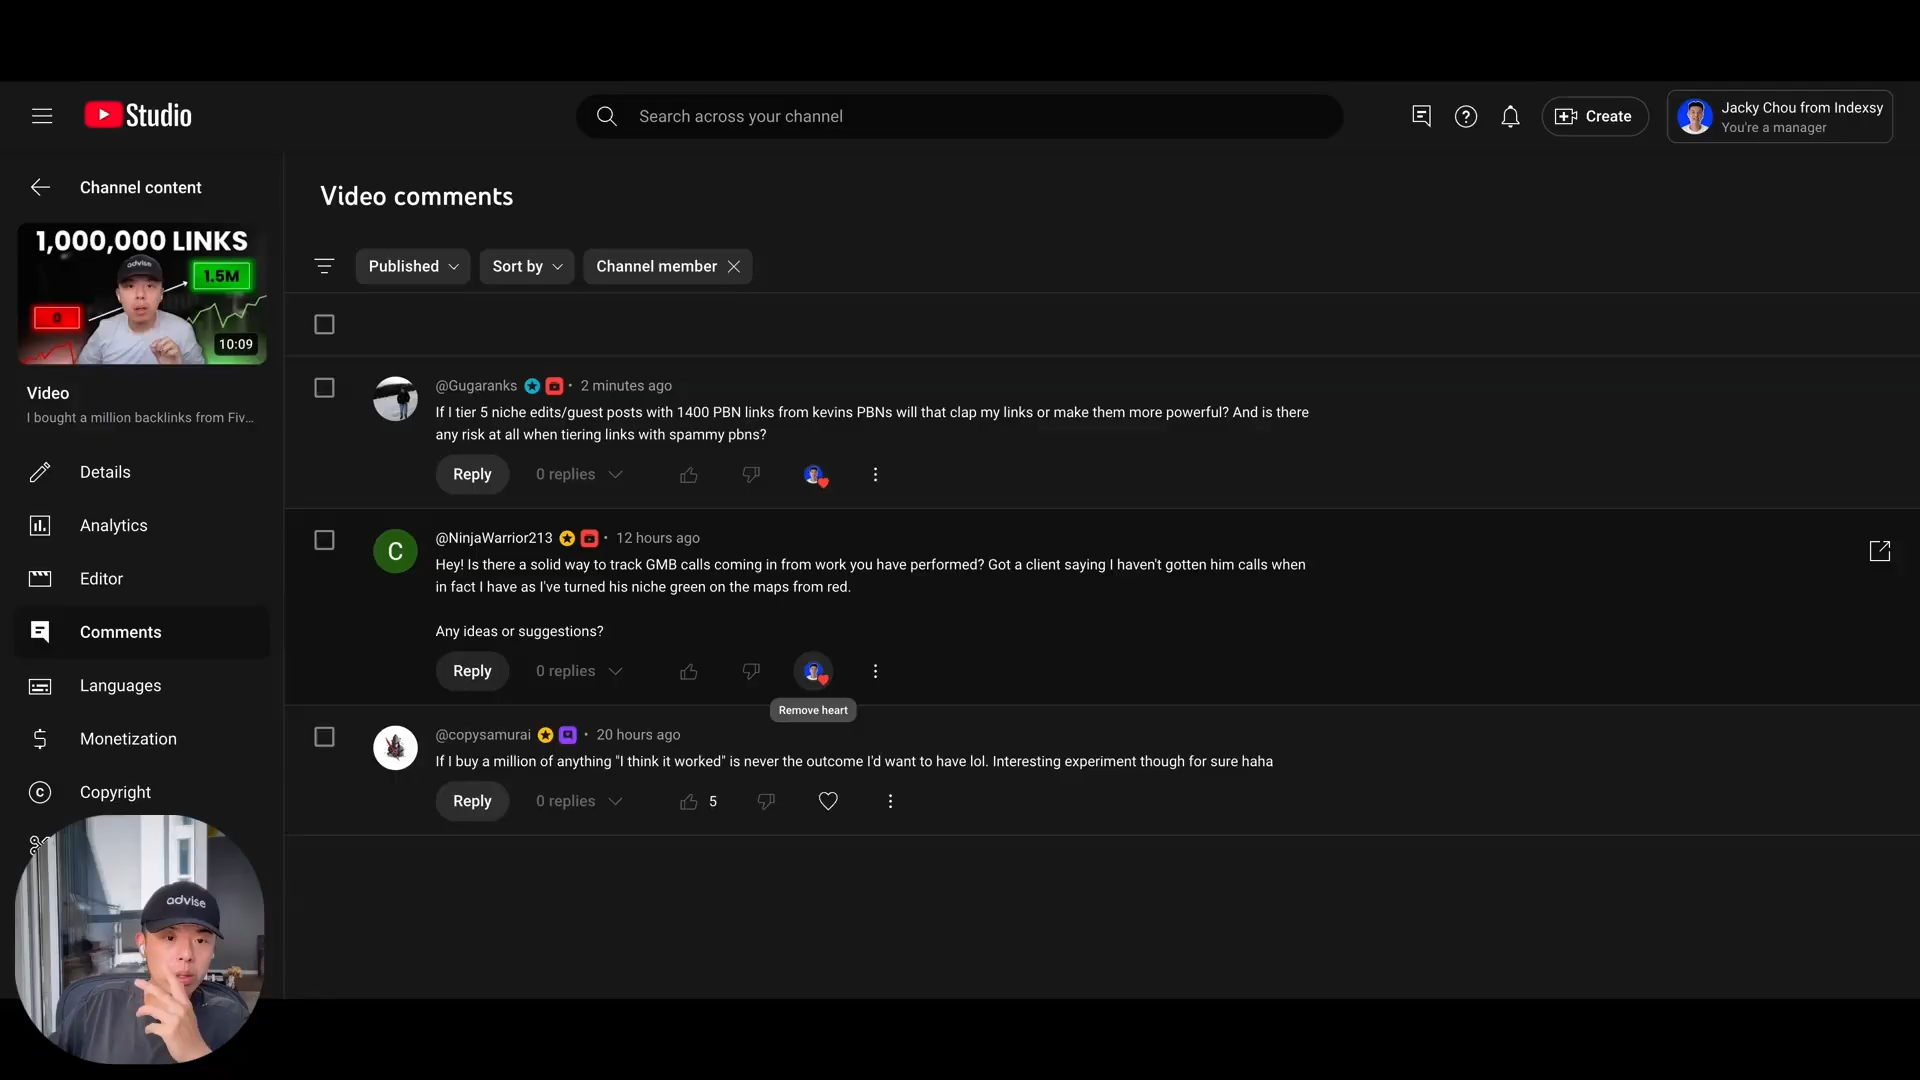 Studio
Search across your channel
Create
Jacky Chou from Indexsy
You're a manager
Channel content
1,000,000 LINKS
advise
1.5M
0
10:09
Video
I bought a million backlinks from Fiv...
Details
Analytics
Editor
Comments
Languages
Monetization
Copyright
Video comments
Published
Sort by
Channel member
@Gugaranks • 2 minutes ago
If I tier 5 niche edits/guest posts with 1400 PBN links from kevins PBNs will that clap my links or make them more powerful? And is there
any risk at all when tiering links with spammy pbns?
Reply 0 replies
C
@NinjaWarrior213 • 12 hours ago
Hey! Is there a solid way to track GMB calls coming in from work you have performed? Got a client saying I haven't gotten him calls when
in fact I have as I've turned his niche green on the maps from red.
Any ideas or suggestions?
Reply 0 replies
Remove heart
@copysamurai • 20 hours ago
If I buy a million of anything "I think it worked" is never the outcome I'd want to have lol. Interesting experiment though for sure haha
Reply 0 replies 5
advise